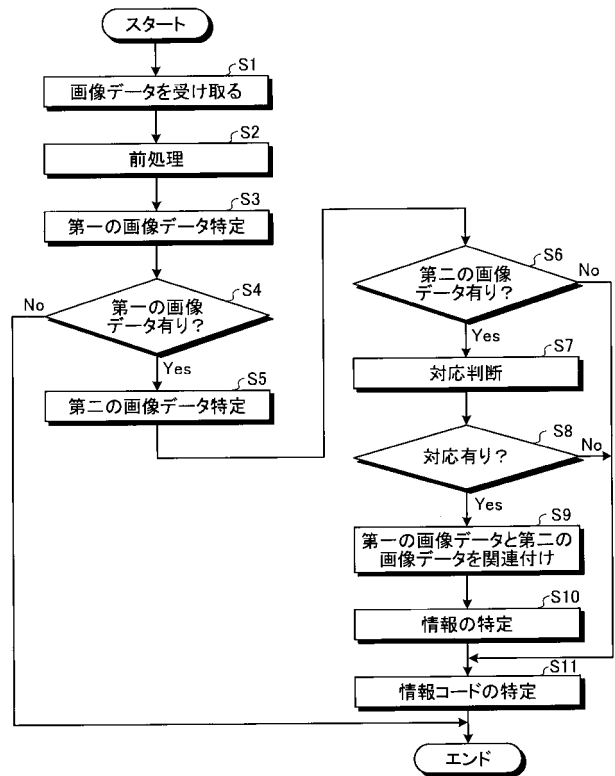 スタート
S1
画像データを受け取る
S2
前処理
S3
第一の画像データ特定
S4
第一の画像
データ有り？
No
Yes
S5
第二の画像データ特定
S6
第二の画像
データ有り？
No
Yes
S7
対応判断
S8
対応有り？
No
Yes
S9
第一の画像データと第二の
画像データを関連付け
S10
情報の特定
S11
情報コードの特定
エンド